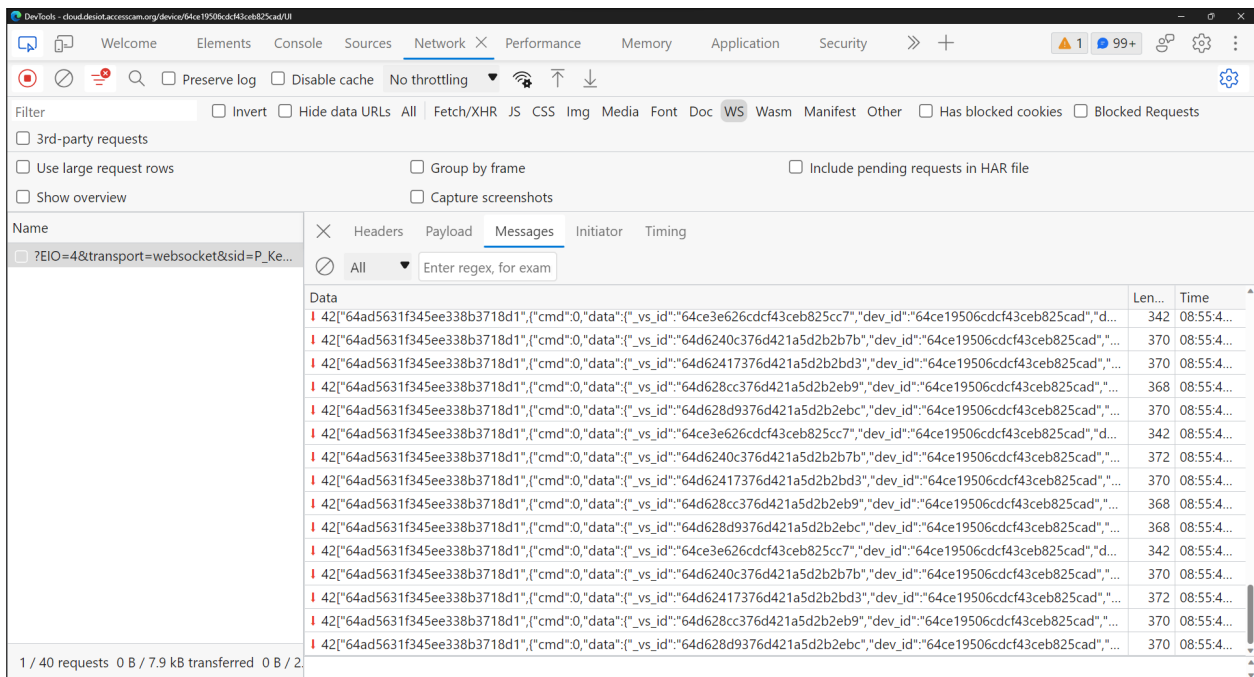 DevTools - cloud.desiot.accesscam.org/device/64ce19506cdcf43ceb825cad/UI
Welcome Elements Console Sources Network Performance Memory Application Security 1 99+
Preserve log Disable cache No throttling
Filter Invert Hide data URLs All Fetch/XHR JS CSS Img Media Font Doc WS Wasm Manifest Other Has blocked cookies Blocked Requests
3rd-party requests
Use large request rows Group by frame Include pending requests in HAR file
Show overview Capture screenshots
Name
?EIO=4&transport=websocket&sid=P_Ke...
Headers Payload Messages Initiator Timing
All Enter regex, for exam
Data Len... Time
42["64ad5631f345ee338b3718d1",{"cmd":0,"data":{"_vs_id":"64ce3e626cdcf43ceb825cc7","dev_id":"64ce19506cdcf43ceb825cad","d... 342 08:55:4...
42["64ad5631f345ee338b3718d1",{"cmd":0,"data":{"_vs_id":"64d6240c376d421a5d2b2b7b","dev_id":"64ce19506cdcf43ceb825cad","... 370 08:55:4...
42["64ad5631f345ee338b3718d1",{"cmd":0,"data":{"_vs_id":"64d62417376d421a5d2b2bd3","dev_id":"64ce19506cdcf43ceb825cad","... 370 08:55:4...
42["64ad5631f345ee338b3718d1",{"cmd":0,"data":{"_vs_id":"64d628cc376d421a5d2b2eb9","dev_id":"64ce19506cdcf43ceb825cad","... 368 08:55:4...
42["64ad5631f345ee338b3718d1",{"cmd":0,"data":{"_vs_id":"64d628d9376d421a5d2b2ebc","dev_id":"64ce19506cdcf43ceb825cad","... 370 08:55:4...
42["64ad5631f345ee338b3718d1",{"cmd":0,"data":{"_vs_id":"64ce3e626cdcf43ceb825cc7","dev_id":"64ce19506cdcf43ceb825cad","d... 342 08:55:4...
42["64ad5631f345ee338b3718d1",{"cmd":0,"data":{"_vs_id":"64d6240c376d421a5d2b2b7b","dev_id":"64ce19506cdcf43ceb825cad","... 372 08:55:4...
42["64ad5631f345ee338b3718d1",{"cmd":0,"data":{"_vs_id":"64d62417376d421a5d2b2bd3","dev_id":"64ce19506cdcf43ceb825cad","... 370 08:55:4...
42["64ad5631f345ee338b3718d1",{"cmd":0,"data":{"_vs_id":"64d628cc376d421a5d2b2eb9","dev_id":"64ce19506cdcf43ceb825cad","... 368 08:55:4...
42["64ad5631f345ee338b3718d1",{"cmd":0,"data":{"_vs_id":"64d628d9376d421a5d2b2ebc","dev_id":"64ce19506cdcf43ceb825cad","... 368 08:55:4...
42["64ad5631f345ee338b3718d1",{"cmd":0,"data":{"_vs_id":"64ce3e626cdcf43ceb825cc7","dev_id":"64ce19506cdcf43ceb825cad","d... 342 08:55:4...
42["64ad5631f345ee338b3718d1",{"cmd":0,"data":{"_vs_id":"64d6240c376d421a5d2b2b7b","dev_id":"64ce19506cdcf43ceb825cad","... 370 08:55:4...
42["64ad5631f345ee338b3718d1",{"cmd":0,"data":{"_vs_id":"64d62417376d421a5d2b2bd3","dev_id":"64ce19506cdcf43ceb825cad","... 372 08:55:4...
42["64ad5631f345ee338b3718d1",{"cmd":0,"data":{"_vs_id":"64d628cc376d421a5d2b2eb9","dev_id":"64ce19506cdcf43ceb825cad","... 370 08:55:4...
42["64ad5631f345ee338b3718d1",{"cmd":0,"data":{"_vs_id":"64d628d9376d421a5d2b2ebc","dev_id":"64ce19506cdcf43ceb825cad","... 370 08:55:4...
1 / 40 requests 0 B / 7.9 kB transferred 0 B / 2.